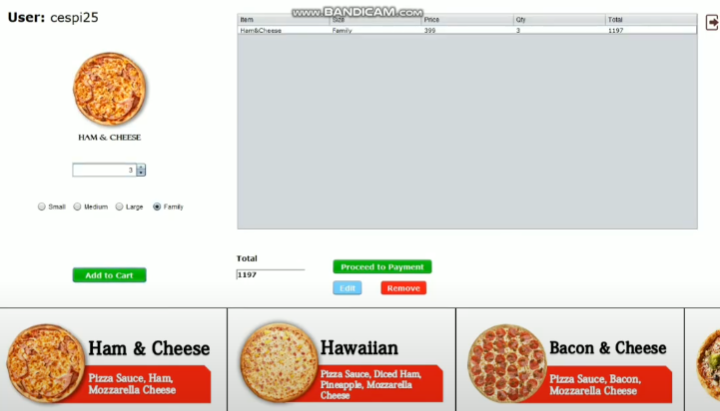 User: cespi25
www.BANDICAM.com
Item Size Price Qty Total
Ham&Cheese Family 399 3 1197
HAM & CHEESE
3
Small Medium Large Family
Add to Cart
Total
1197
Proceed to Payment
Edit Remove
Ham & Cheese
Pizza Sauce, Ham,
Mozzarella Cheese
Hawaiian
Pizza Sauce, Diced Ham,
Pineapple, Mozzarella
Cheese
Bacon & Cheese
Pizza Sauce, Bacon,
Mozzarella Cheese